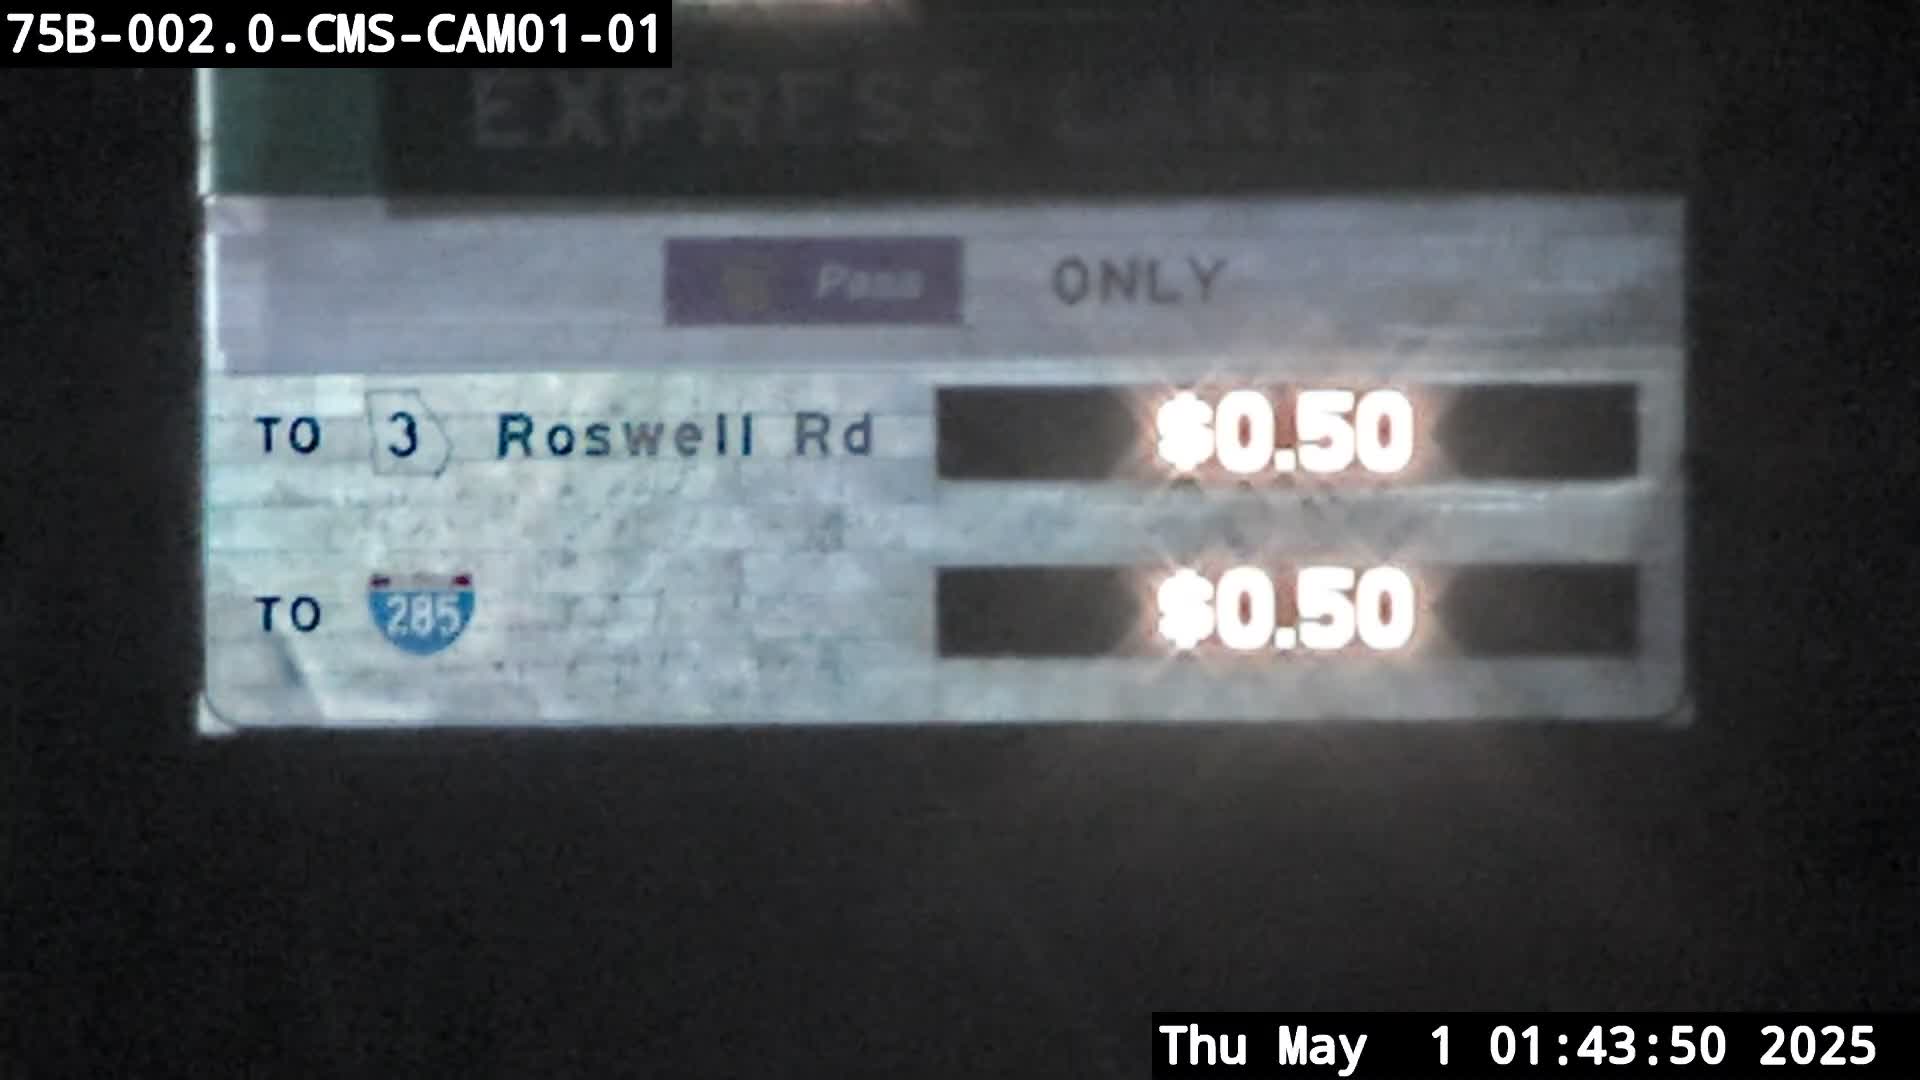 75B-002.0-CMS-CAM01-01
EXPRESS LANE
Pass ONLY
TO 3 Roswell Rd $0.50
TO 285 $0.50
Thu May 1 01:43:50 2025